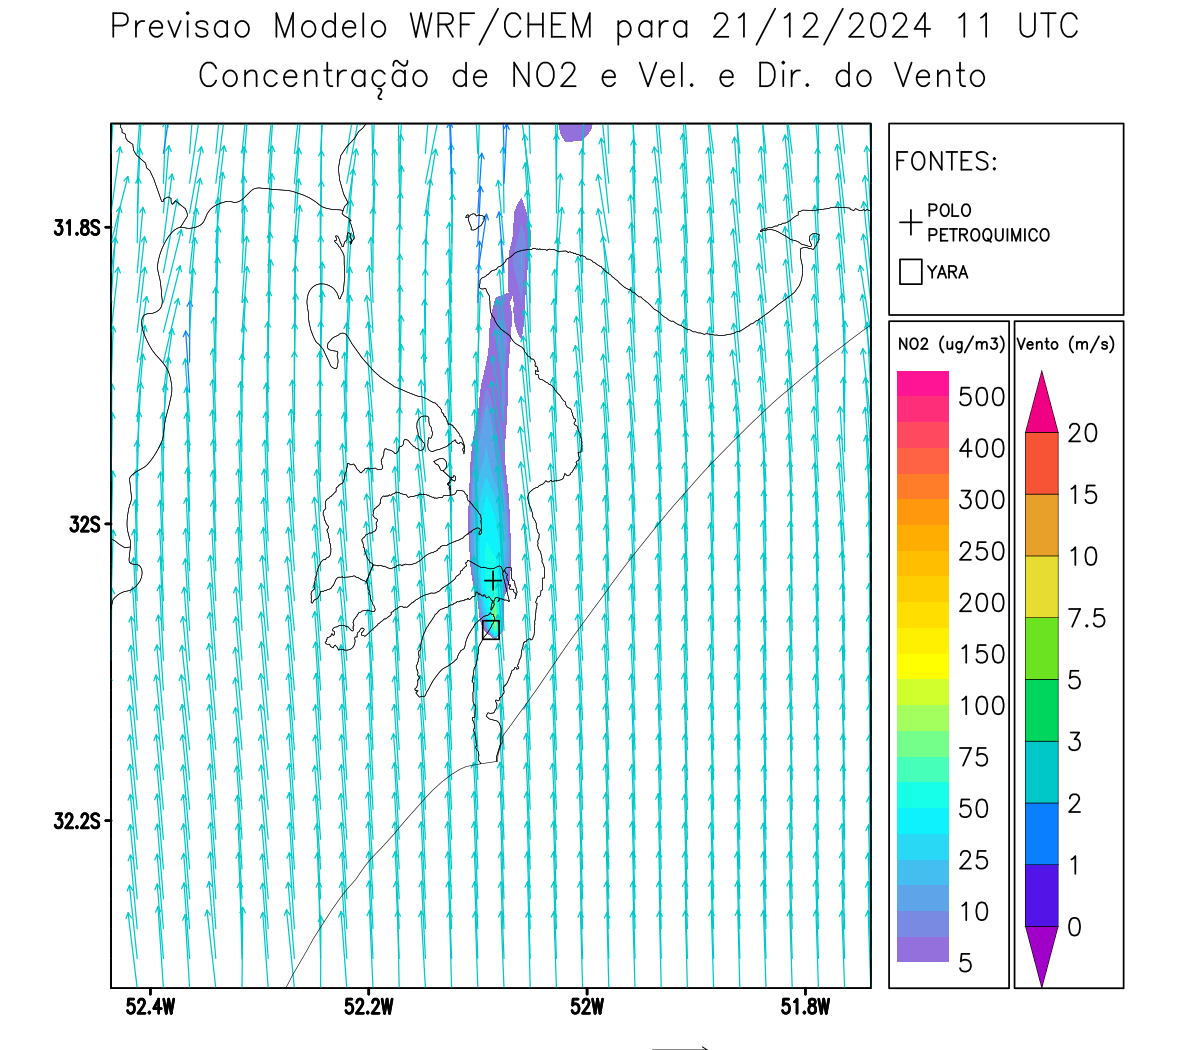 Previsao Modelo WRF/CHEM para 21/12/2024 11 UTC
Concentração de NO2 e Vel. e Dir. do Vento
FONTES:
POLO
PETROQUIMICO
YARA
NO2 (ug/m3)
500
400
300
250
200
150
100
75
50
25
10
5
Vento (m/s)
20
15
10
7.5
5
3
2
1
0
31.8S
32S
32.2S
52.4W
52.2W
52W
51.8W